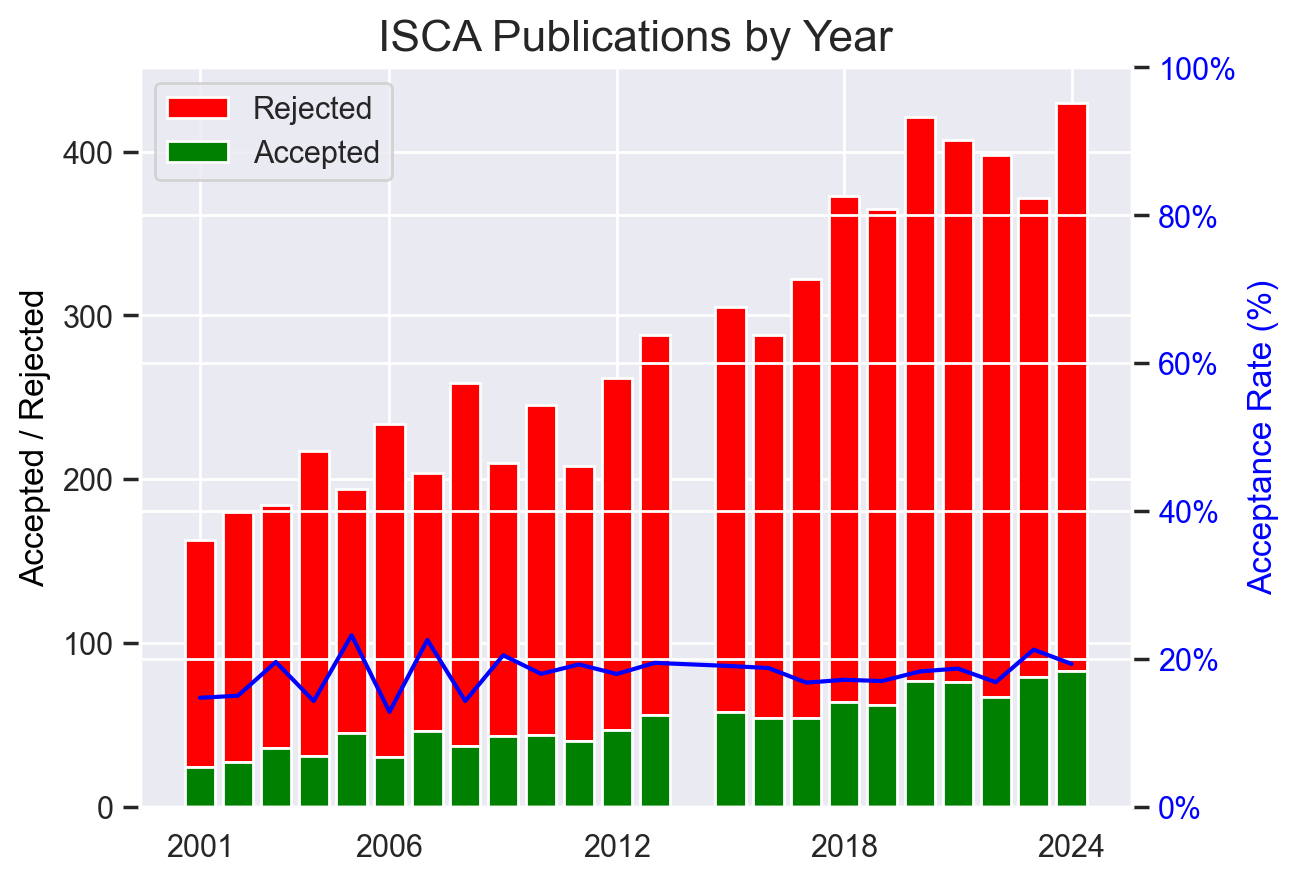 ISCA Publications by Year
Rejected
Accepted
Accepted / Rejected
400
300
200
100
0
100%
80%
60%
40%
20%
0%
Acceptance Rate (%)
2001 2006 2012 2018 2024